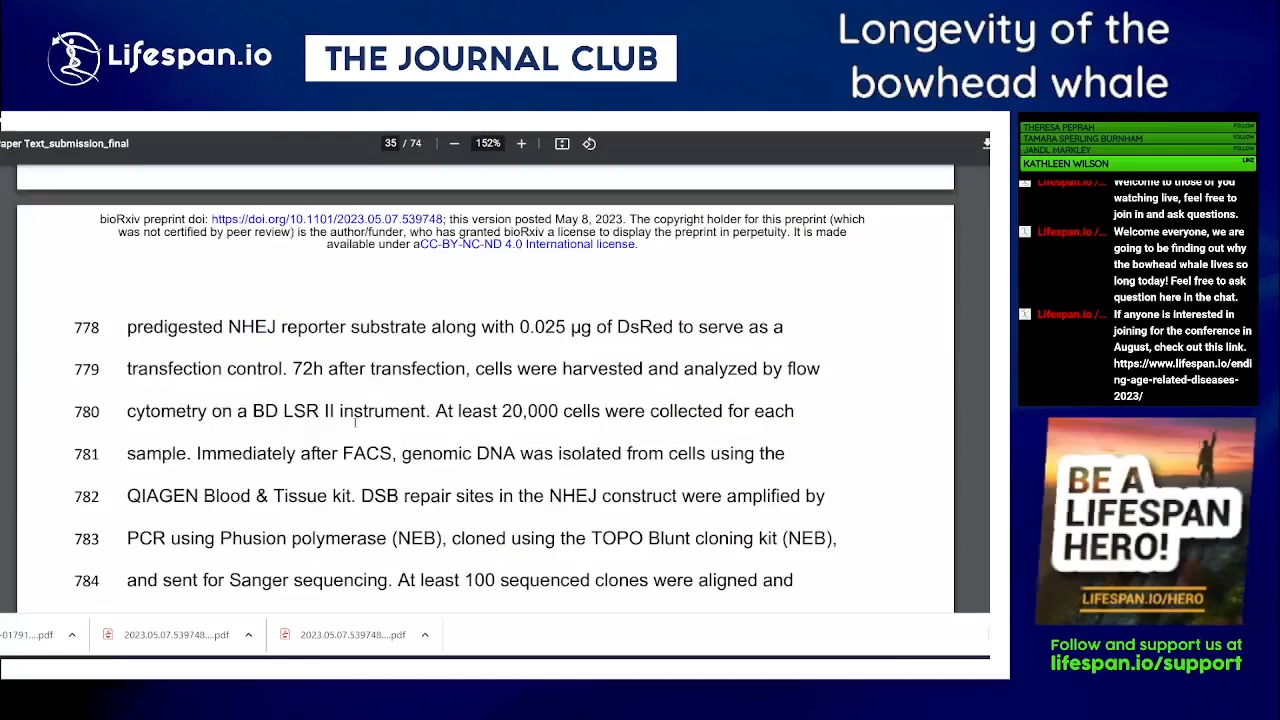 Lifespan.io
THE JOURNAL CLUB
Longevity of the
bowhead whale
aper Text_submission_final
35 / 74
152%
bioRxiv preprint doi: https://doi.org/10.1101/2023.05.07.539748; this version posted May 8, 2023. The copyright holder for this preprint (which
was not certified by peer review) is the author/funder, who has granted bioRxiv a license to display the preprint in perpetuity. It is made
available under aCC-BY-NC-ND 4.0 International license.
778 predigested NHEJ reporter substrate along with 0.025 µg of DsRed to serve as a
779 transfection control. 72h after transfection, cells were harvested and analyzed by flow
780 cytometry on a BD LSR II instrument. At least 20,000 cells were collected for each
781 sample. Immediately after FACS, genomic DNA was isolated from cells using the
782 QIAGEN Blood & Tissue kit. DSB repair sites in the NHEJ construct were amplified by
783 PCR using Phusion polymerase (NEB), cloned using the TOPO Blunt cloning kit (NEB),
784 and sent for Sanger sequencing. At least 100 sequenced clones were aligned and
-01791....pdf
2023.05.07.539748....pdf
2023.05.07.539748....pdf
THERESA PEPRAH FOLLOW
TAMARA SPERLING BURNHAM FOLLOW
JANDL MARKLEY FOLLOW
KATHLEEN WILSON LIKE
Lifespan.io /... Welcome to those of you
watching live, feel free to
join in and ask questions.
Lifespan.io /... Welcome everyone, we are
going to be finding out why
the bowhead whale lives so
long today! Feel free to ask
question here in the chat.
Lifespan.io /... If anyone is interested in
joining for the conference in
August, check out this link.
https://www.lifespan.io/endi
ng-age-related-diseases-
2023/
BE A
LIFESPAN
HERO!
LIFESPAN.IO/HERO
Follow and support us at
lifespan.io/support